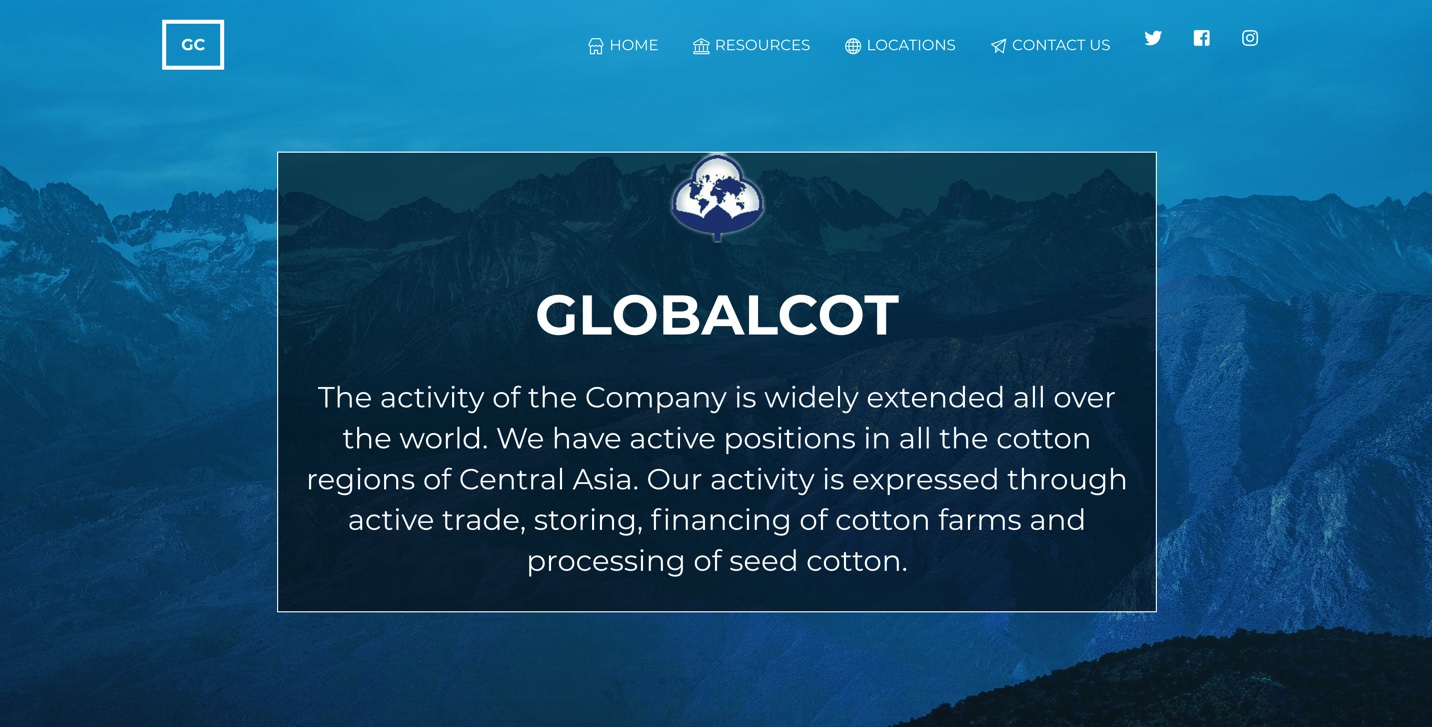 GC
HOME RESOURCES LOCATIONS CONTACT US
GLOBALCOT
The activity of the Company is widely extended all over
the world. We have active positions in all the cotton
regions of Central Asia. Our activity is expressed through
active trade, storing, financing of cotton farms and
processing of seed cotton.